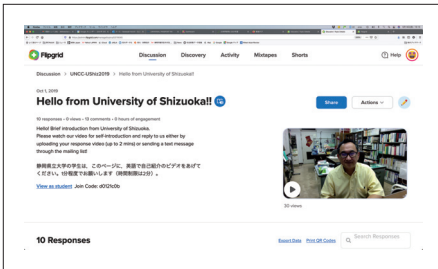 Flipgrid
Discussion Discovery Activity Mixtapes Shorts
Help
Discussion > UNCC-UShiz2019 > Hello from University of Shizuoka!!
Oct 1, 2019
Hello from University of Shizuoka!!
Share
Actions
10 responses • 0 views • 19 comments • 0 hours of engagement
Hello! Brief introduction from University of Shizuoka.
Please watch our video for self-introduction and reply to us either by
uploading your response video (up to 2 mins) or sending a text message
through the mailing list!
静岡県立大学の学生は、このページに、英語で自己紹介のビデオをあげて
ください。1分程度でお願いします（時間制限は2分）。
View as student Join Code: d012fc0b
30 views
10 Responses
Export Data Print QR Codes
Search Responses